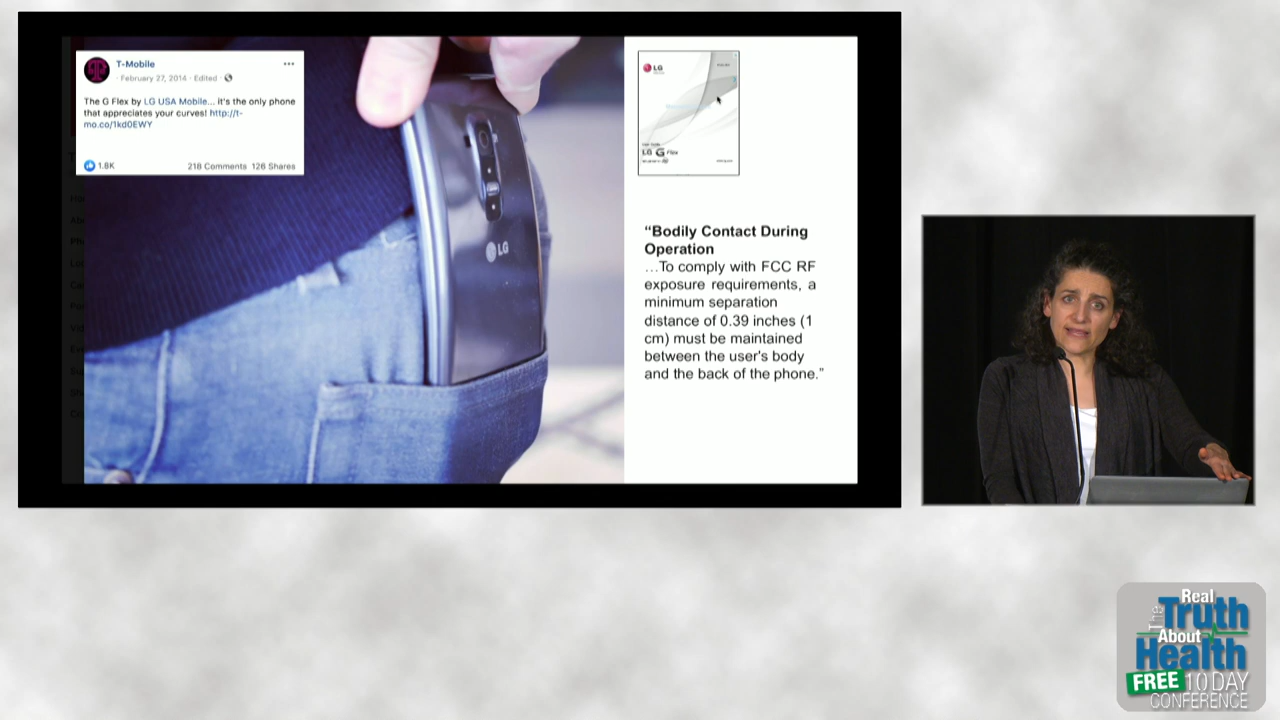 T-Mobile
· February 27, 2014 · Edited ·
The G Flex by LG USA Mobile... it's the only phone
that appreciates your curves! http://t-
mo.co/1kd0EWY
1.8K
218 Comments 126 Shares
LG
LG
LG G Flex
“Bodily Contact During
Operation
…To comply with FCC RF
exposure requirements, a
minimum separation
distance of 0.39 inches (1
cm) must be maintained
between the user's body
and the back of the phone.”
The Real
Truth
About
Health
FREE 10 DAY
CONFERENCE